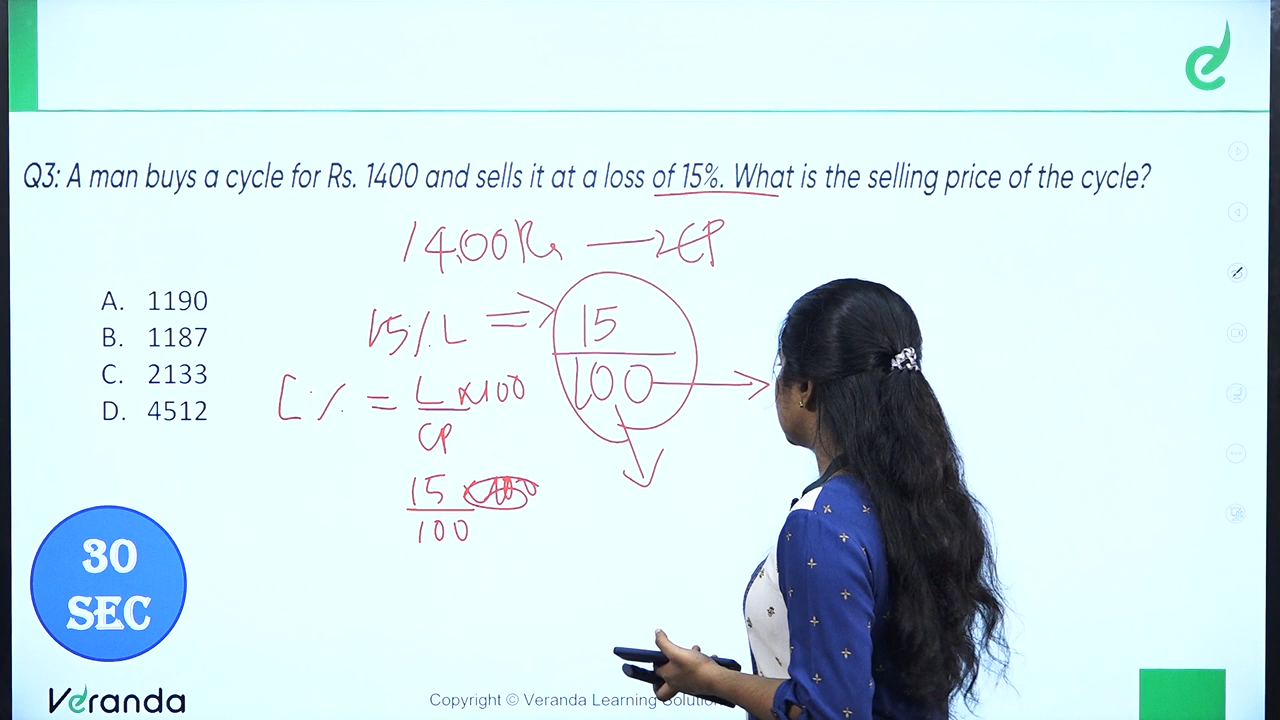 Q3: A man buys a cycle for Rs. 1400 and sells it at a loss of 15%. What is the selling price of the cycle?
1400 Rs → CP
A. 1190
B. 1187
C. 2133
D. 4512
15% L ⇒ 15/100
L% = L/CP ×100
15/100
30
SEC
Veranda
Copyright © Veranda Learning